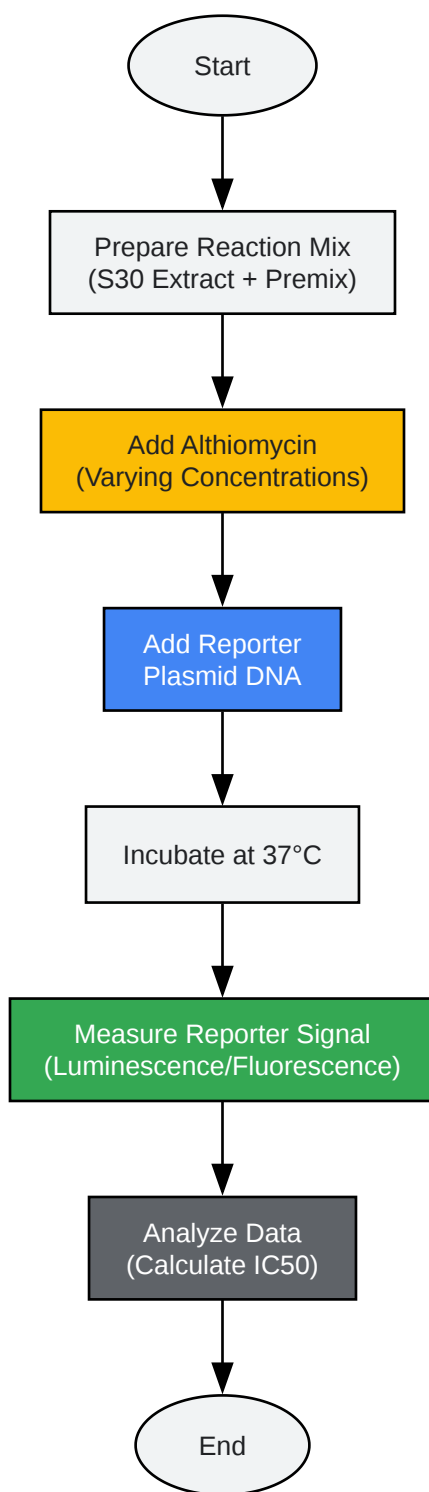 Start
Prepare Reaction Mix
(S30 Extract + Premix)
Add Althiomycin
(Varying Concentrations)
Add Reporter
Plasmid DNA
Incubate at 37°C
Measure Reporter Signal
(Luminescence/Fluorescence)
Analyze Data
(Calculate IC50)
End